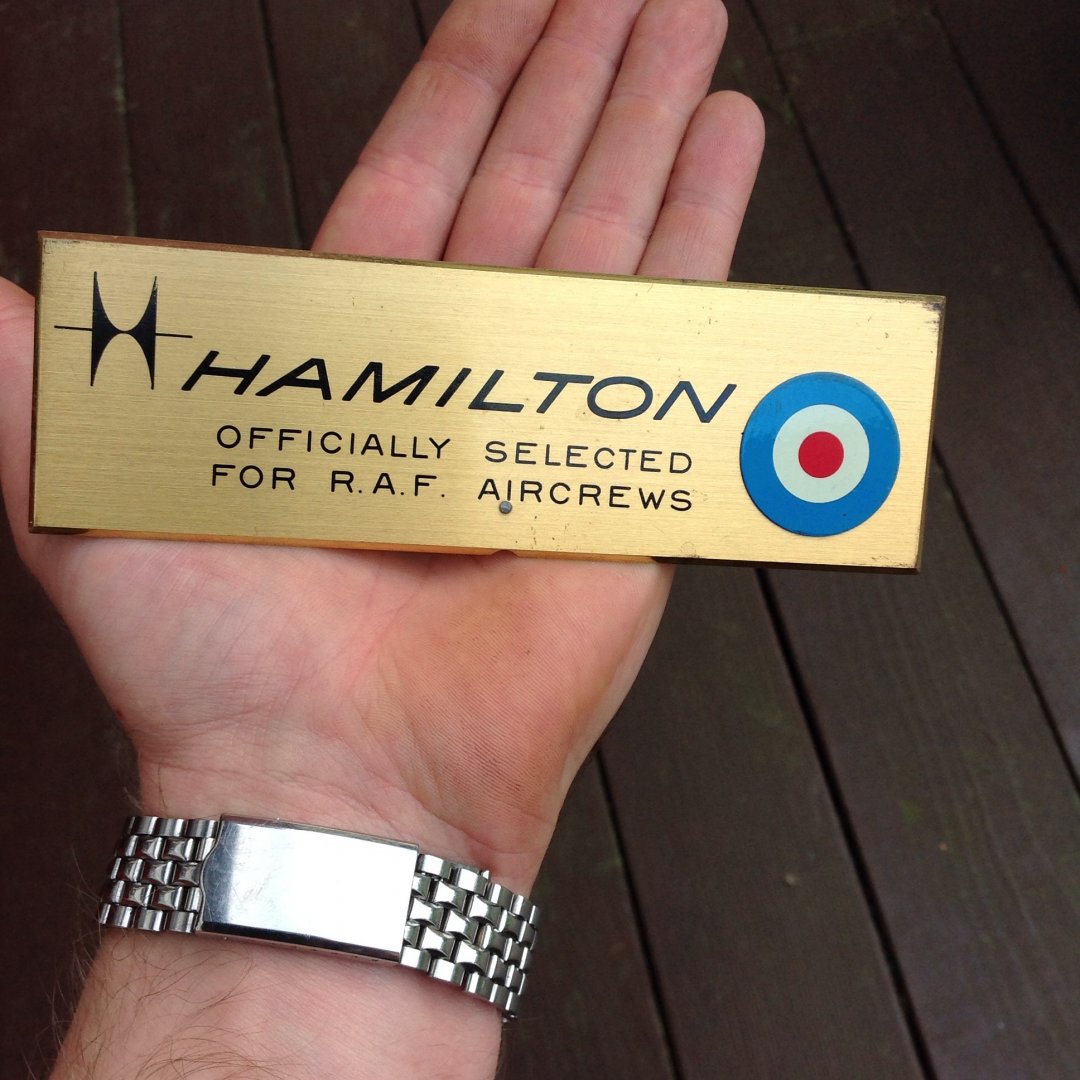 HAMILTON
OFFICIALLY SELECTED
FOR R.A.F. AIRCREWS